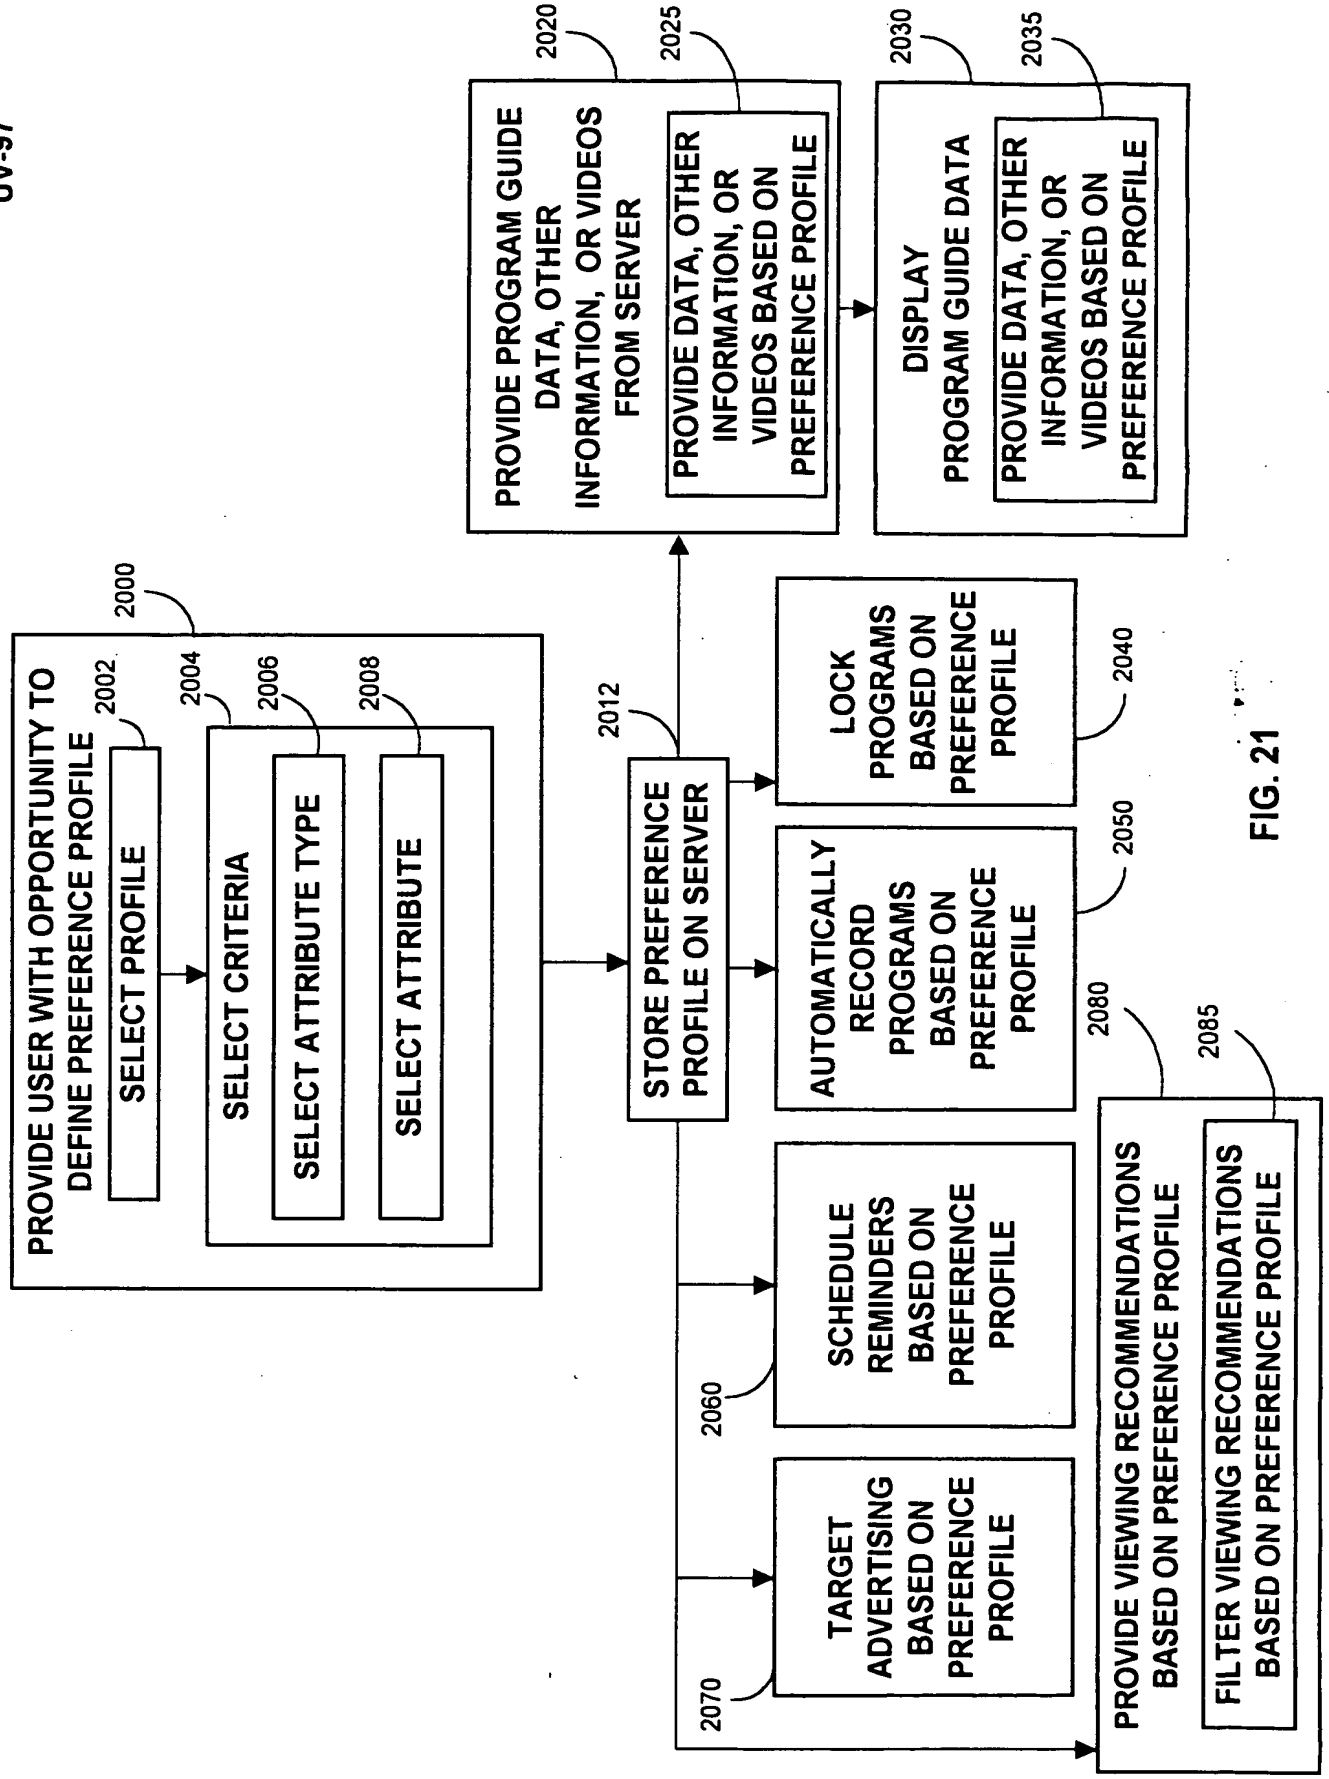 UV-97
PROVIDE USER WITH OPPORTUNITY TO
DEFINE PREFERENCE PROFILE
2000
SELECT PROFILE
2002
SELECT CRITERIA
2004
SELECT ATTRIBUTE TYPE
2006
SELECT ATTRIBUTE
2008
STORE PREFERENCE
PROFILE ON SERVER
2012
TARGET
ADVERTISING
BASED ON
PREFERENCE
PROFILE
2070
SCHEDULE
REMINDERS
BASED ON
PREFERENCE
PROFILE
2060
AUTOMATICALLY
RECORD
PROGRAMS
BASED ON
PREFERENCE
PROFILE
2050
LOCK
PROGRAMS
BASED ON
PREFERENCE
PROFILE
2040
PROVIDE PROGRAM GUIDE
DATA, OTHER
INFORMATION, OR VIDEOS
FROM SERVER
2020
PROVIDE DATA, OTHER
INFORMATION, OR
VIDEOS BASED ON
PREFERENCE PROFILE
2025
DISPLAY
PROGRAM GUIDE DATA
2030
PROVIDE DATA, OTHER
INFORMATION, OR
VIDEOS BASED ON
PREFERENCE PROFILE
2035
PROVIDE VIEWING RECOMMENDATIONS
BASED ON PREFERENCE PROFILE
2080
FILTER VIEWING RECOMMENDATIONS
BASED ON PREFERENCE PROFILE
2085
FIG. 21